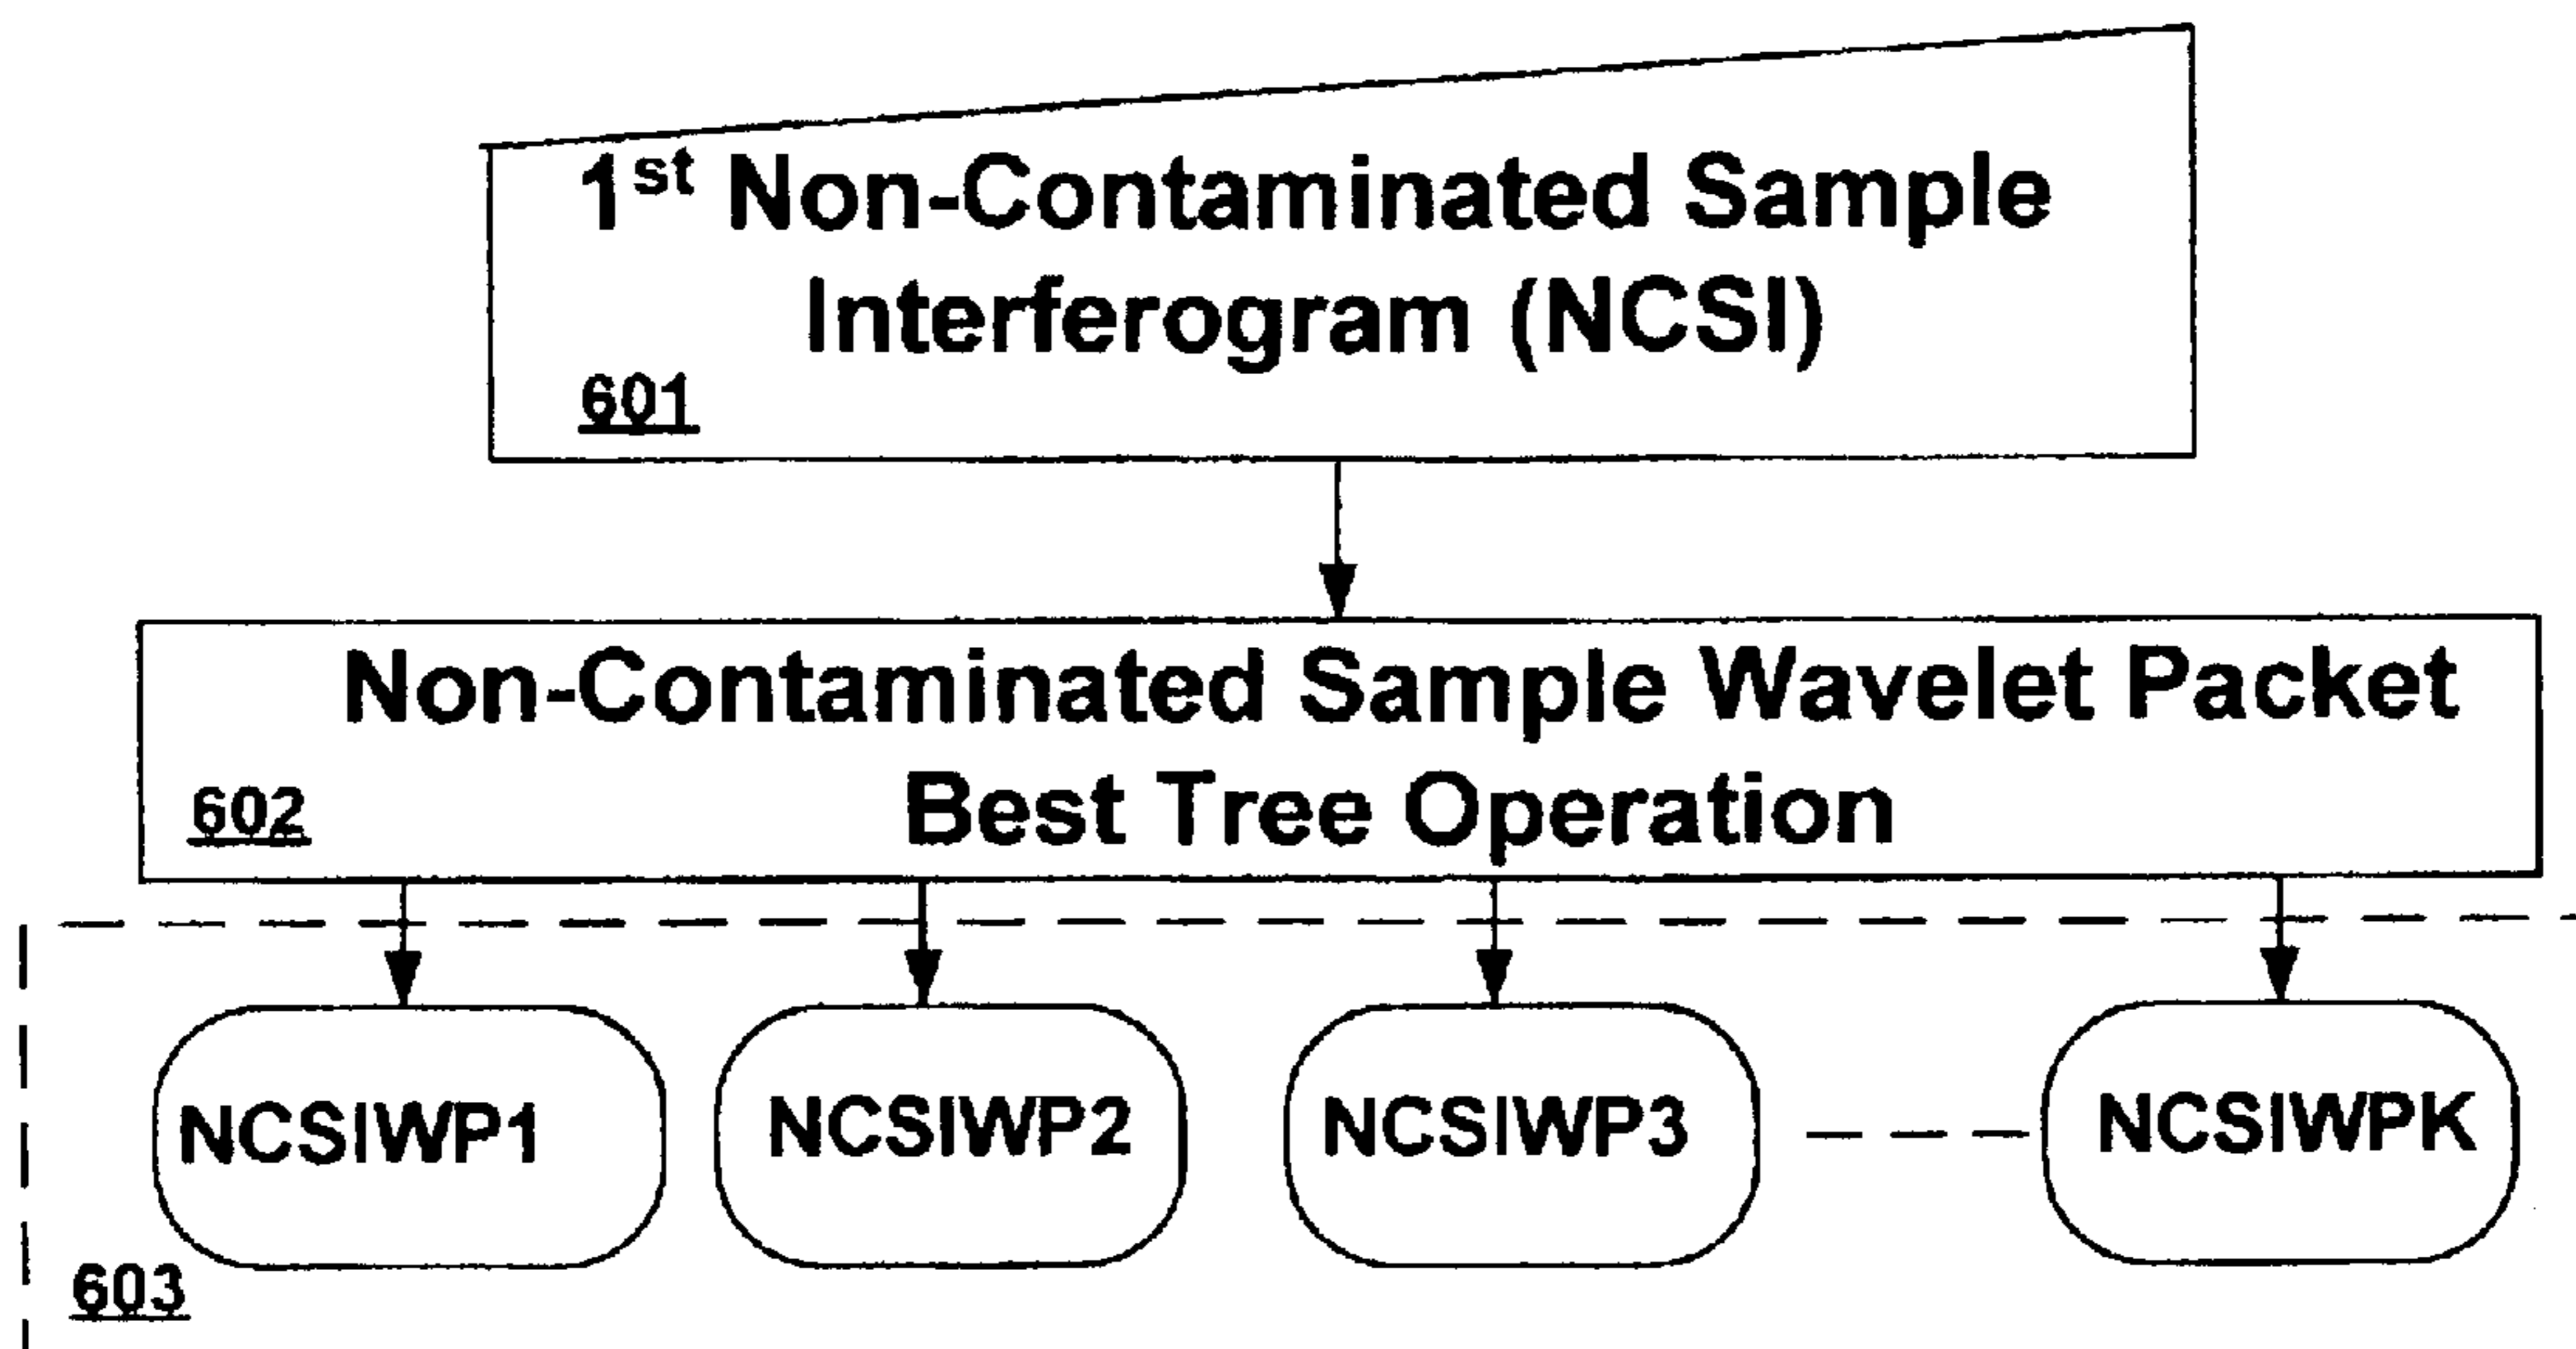 1st Non-Contaminated Sample
Interferogram (NCSI)
601
Non-Contaminated Sample Wavelet Packet
Best Tree Operation
602
NCSIWP1 NCSIWP2 NCSIWP3 NCSIWPK
603